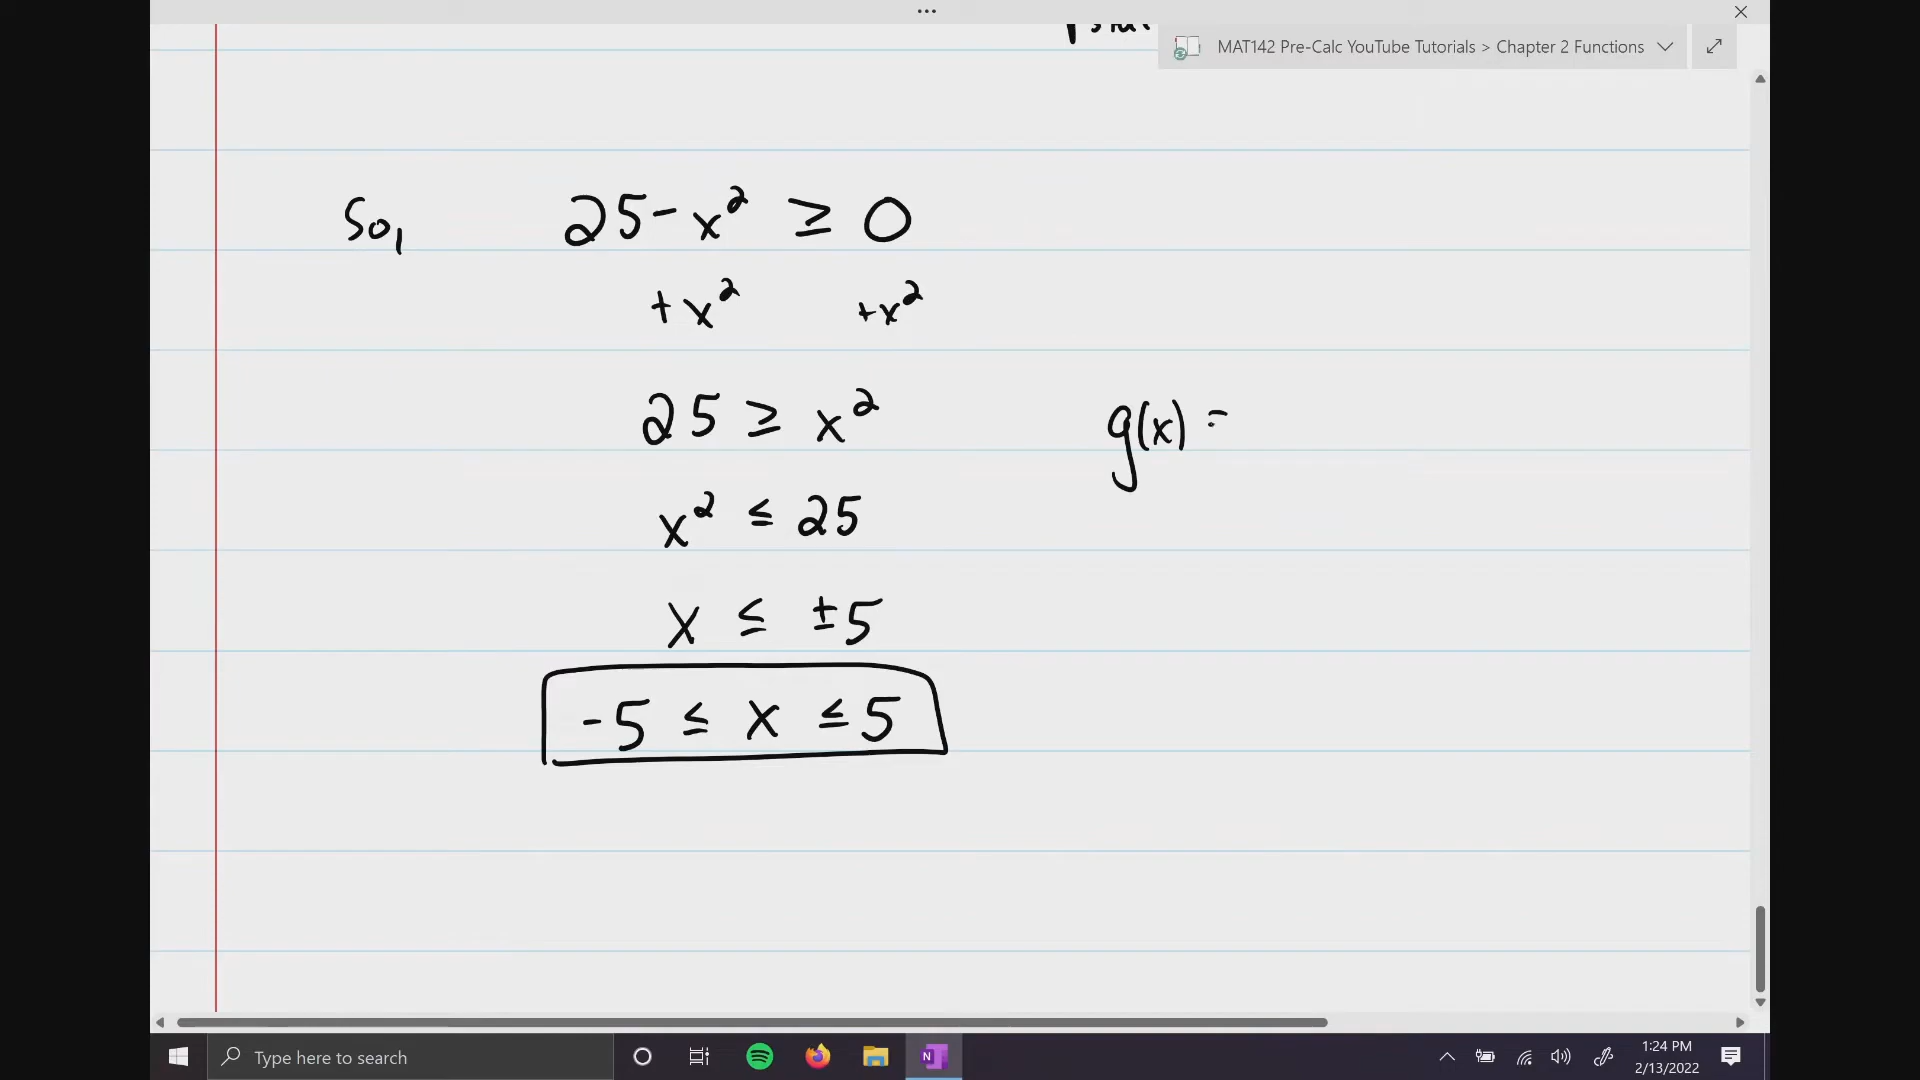 MAT142 Pre-Calc YouTube Tutorials > Chapter 2 Functions
So, 25-x² ≥ 0
+x² +x²
25 ≥ x²
g(x) =
x² ≤ 25
x ≤ ±5
-5 ≤ x ≤ 5
Type here to search
N
1:24 PM
2/13/2022